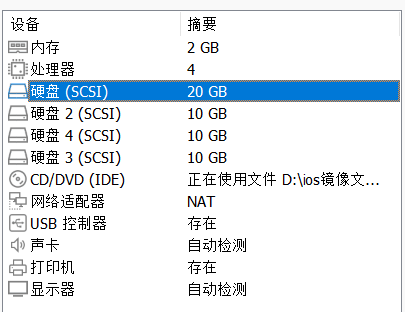 设备 摘要
内存 2 GB
处理器 4
硬盘 (SCSI) 20 GB
硬盘 2 (SCSI) 10 GB
硬盘 4 (SCSI) 10 GB
硬盘 3 (SCSI) 10 GB
CD/DVD (IDE) 正在使用文件 D:\ios镜像文...
网络适配器 NAT
USB 控制器 存在
声卡 自动检测
打印机 存在
显示器 自动检测